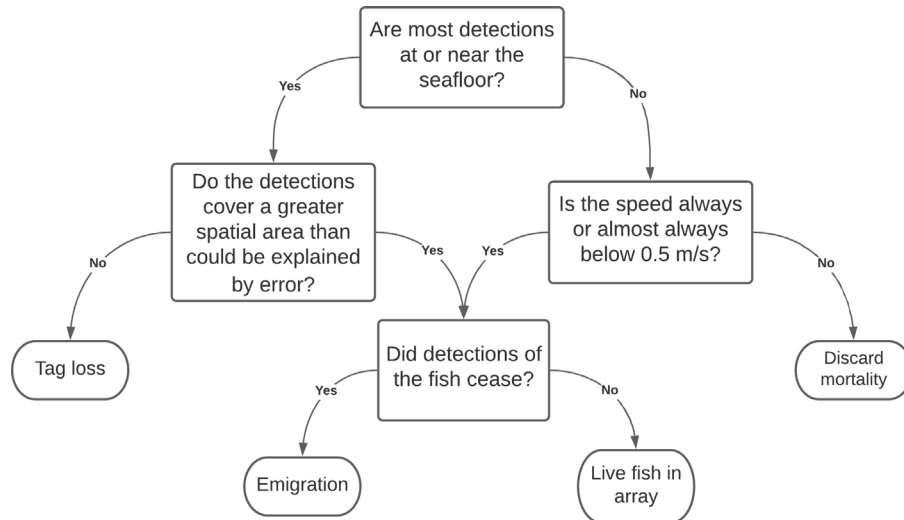 Are most detections
at or near the
seafloor?
Yes
No
Do the detections
cover a greater
spatial area than
could be explained
by error?
Is the speed always
or almost always
below 0.5 m/s?
No
Yes
Yes
No
Did detections of
the fish cease?
Tag loss
Discard
mortality
Yes
No
Emigration
Live fish in
array